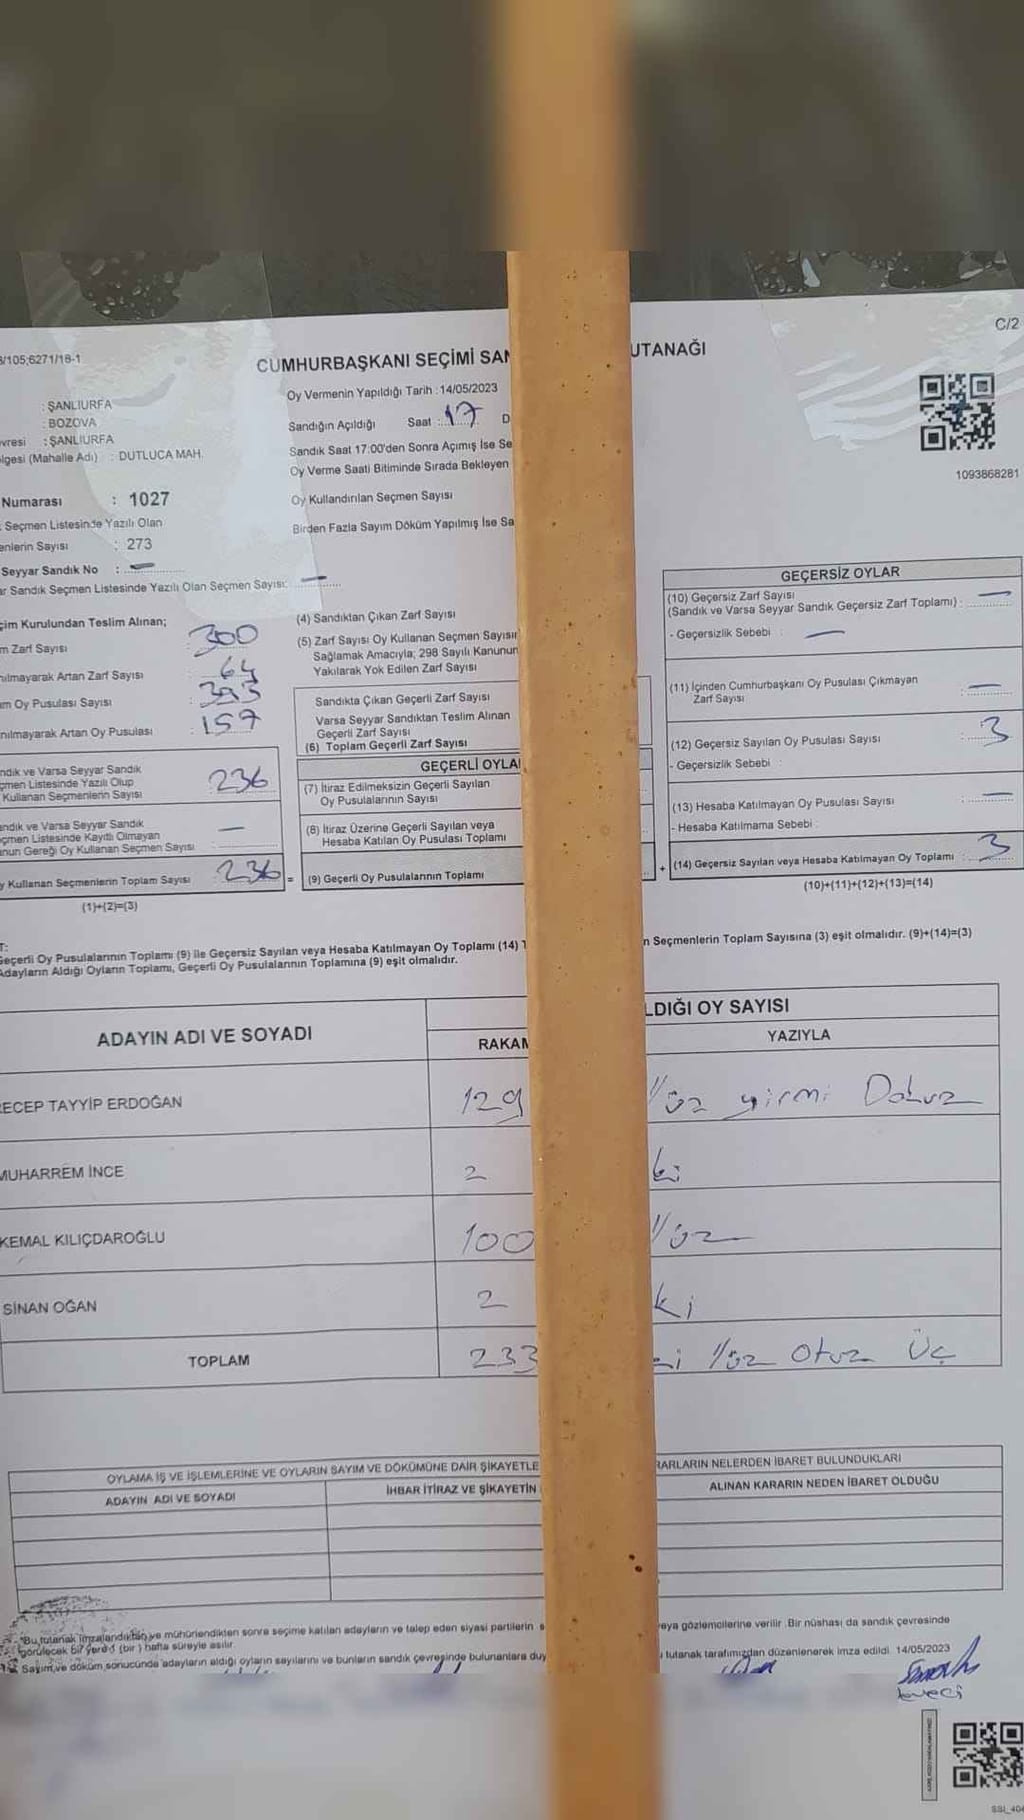 C/2
3/105;6271/18-1
CUMHURBAŞKANI SEÇİMİ SAN UTANAĞI
Oy Vermenin Yapıldığı Tarih : 14/05/2023
: ŞANLIURFA
: BOZOVA
vresi : ŞANLIURFA
lgesi (Mahalle Adı) : DUTLUCA MAH.
Sandığın Açıldığı Saat : 17 D
Sandık Saat 17:00'den Sonra Açımış İse Se
Oy Verme Saati Bitiminde Sırada Bekleyen
1093868281
Numarası : 1027
Oy Kullandırılan Seçmen Sayısı
Seçmen Listesinde Yazılı Olan
enlerin Sayısı : 273
Birden Fazla Sayım Döküm Yapılmış İse Sa
Seyyar Sandık No : —
ar Sandık Seçmen Listesinde Yazılı Olan Seçmen Sayısı: —
çim Kurulundan Teslim Alınan;
m Zarf Sayısı : 300
nılmayarak Artan Zarf Sayısı : 64
m Oy Pusulası Sayısı : 393
nılmayarak Artan Oy Pusulası : 157
ndık ve Varsa Seyyar Sandık
çmen Listesinde Yazılı Olup
Kullanan Seçmenlerin Sayısı 236
andık ve Varsa Seyyar Sandık
çmen Listesinde Kayıtlı Olmayan
nun Gereği Oy Kullanan Seçmen Sayısı —
y Kullanan Seçmenlerin Toplam Sayısı : 236 =
(1)+(2)=(3)
(4) Sandıktan Çıkan Zarf Sayısı
(5) Zarf Sayısı Oy Kullanan Seçmen Sayısın
Sağlamak Amacıyla; 298 Sayılı Kanunun
Yakılarak Yok Edilen Zarf Sayısı
Sandıkta Çıkan Geçerli Zarf Sayısı
Varsa Seyyar Sandıktan Teslim Alınan
Geçerli Zarf Sayısı
(6) Toplam Geçerli Zarf Sayısı
GEÇERLİ OYLA
(7) İtiraz Edilmeksizin Geçerli Sayılan
Oy Pusulalarının Sayısı
(8) İtiraz Üzerine Geçerli Sayılan veya
Hesaba Katılan Oy Pusulası Toplamı
(9) Geçerli Oy Pusulalarının Toplamı
GEÇERSİZ OYLAR
(10) Geçersiz Zarf Sayısı
(Sandık ve Varsa Seyyar Sandık Geçersiz Zarf Toplamı) : —
- Geçersizlik Sebebi : —
(11) İçinden Cumhurbaşkanı Oy Pusulası Çıkmayan
Zarf Sayısı : —
(12) Geçersiz Sayılan Oy Pusulası Sayısı : 3
- Geçersizlik Sebebi :
(13) Hesaba Katılmayan Oy Pusulası Sayısı : —
- Hesaba Katılmama Sebebi
+ (14) Geçersiz Sayılan veya Hesaba Katılmayan Oy Toplamı : 3
(10)+(11)+(12)+(13)=(14)
T:
Geçerli Oy Pusulalarının Toplamı (9) ile Geçersiz Sayılan veya Hesaba Katılmayan Oy Toplamı (14) T n Seçmenlerin Toplam Sayısına (3) eşit olmalıdır. (9)+(14)=(3)
Adayların Aldığı Oyların Toplamı, Geçerli Oy Pusulalarının Toplamına (9) eşit olmalıdır.
ADAYIN ADI VE SOYADI LDIĞI OY SAYISI
RAKAM YAZIYLA
RECEP TAYYİP ERDOĞAN 129 Yüz yirmi Dokuz
MUHARREM İNCE 2 ki
KEMAL KILIÇDAROĞLU 100 Yüz
SİNAN OĞAN 2 ki
TOPLAM 233 i Yüz Otuz Üç
OYLAMA İŞ VE İŞLEMLERİNE VE OYLARIN SAYIM VE DÖKÜMÜNE DAİR ŞİKAYETLE RARLARIN NELERDEN İBARET BULUNDUKLARI
ADAYIN ADI VE SOYADI İHBAR İTİRAZ VE ŞİKAYETİN ALINAN KARARIN NEDEN İBARET OLDUĞU
*Bu tutanak imzalandıktan ve mühürlendikten sonra seçime katılan adayların ve talep eden siyasi partilerin s veya gözlemcilerine verilir. Bir nüshası da sandık çevresinde
görülecek bir yere 1 (bir) hafta süreyle asılır.
Sayım ve döküm sonucunda adayların aldığı oyların sayılarını ve bunların sandık çevresinde bulunanlara duy tutanak tarafımızdan düzenlenerek imza edildi. 14/05/2023